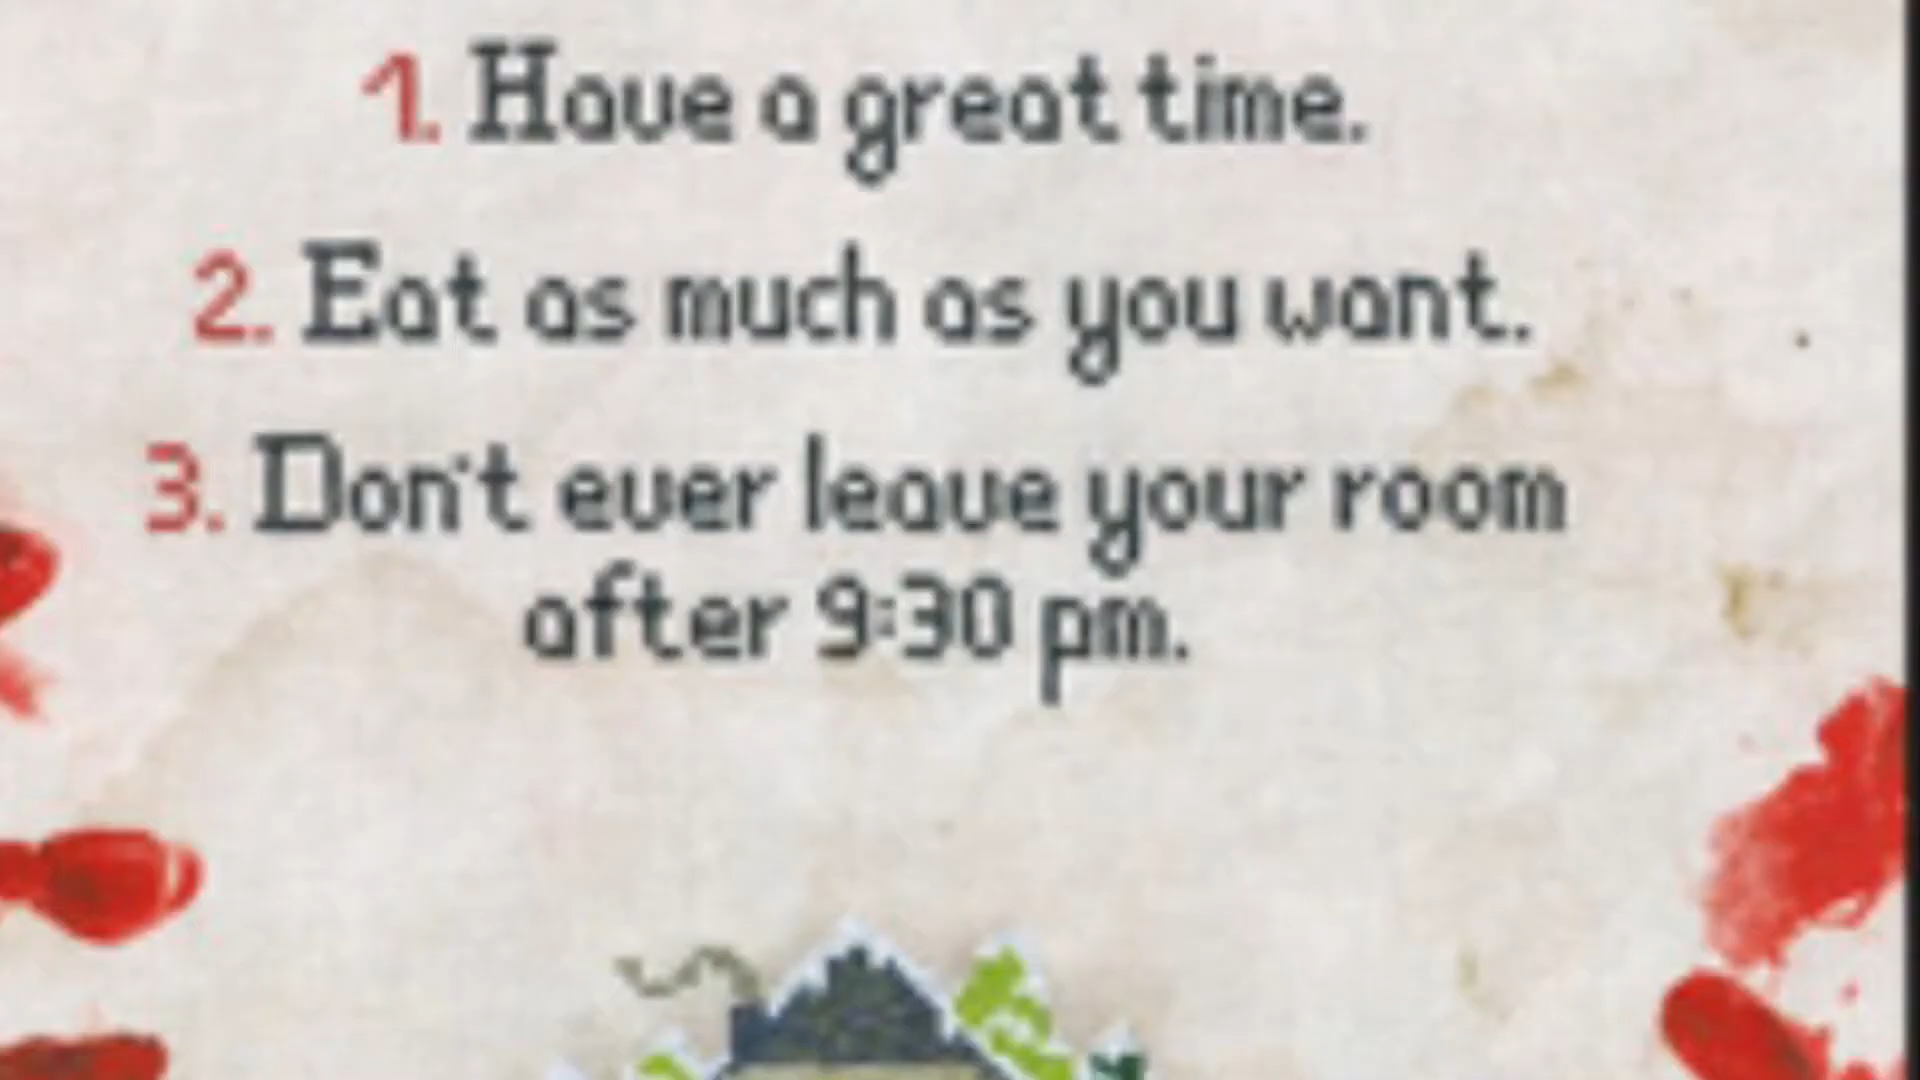 1. Have a great time.
2. Eat as much as you want.
3. Don't ever leave your room
after 9:30 pm.